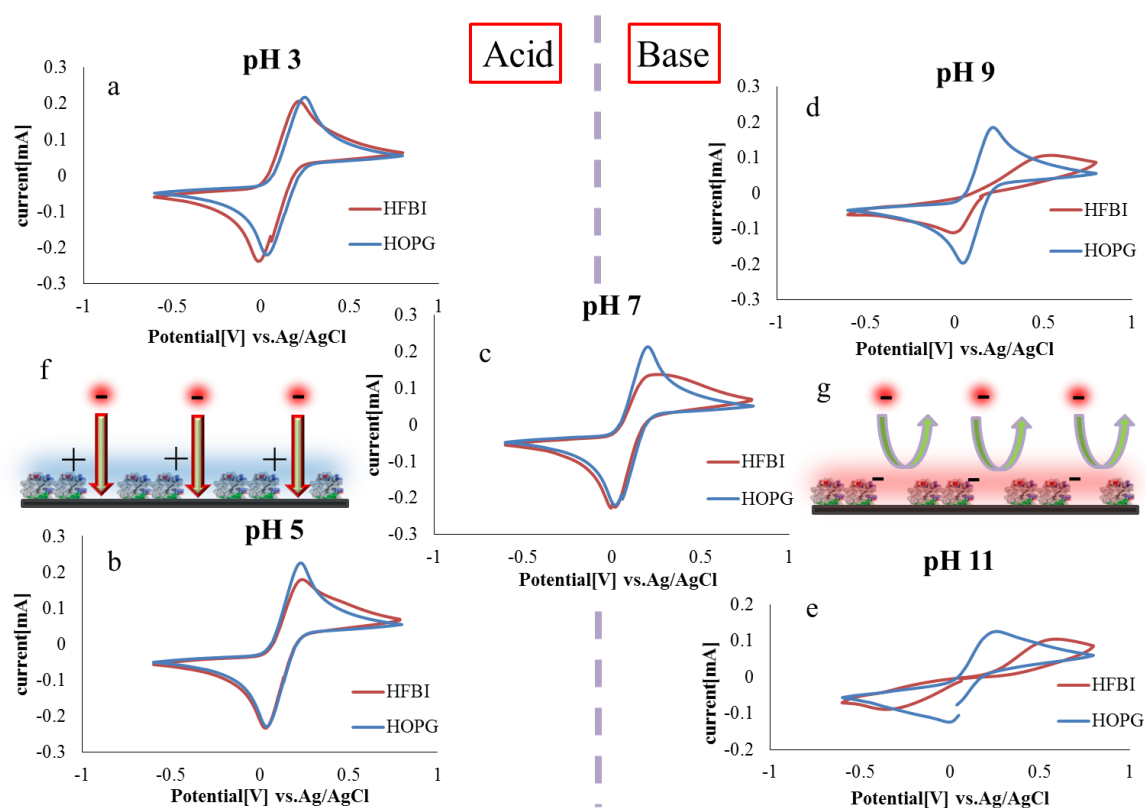 Acid
Base
pH 3
a
current[mA]
0.3
0.2
0.1
0
-0.1
-0.2
-0.3
-1
-0.5
0
0.5
1
HFBI
HOPG
Potential[V] vs.Ag/AgCl
pH 9
d
current[mA]
0.3
0.2
0.1
0
-0.1
-0.2
-0.3
-1
-0.5
0
0.5
1
HFBI
HOPG
Potential[V] vs.Ag/AgCl
pH 7
c
current[mA]
0.3
0.2
0.1
0
-0.1
-0.2
-0.3
-1
-0.5
0
0.5
1
HFBI
HOPG
Potential[V] vs.Ag/AgCl
f
- - -
+ + +
g
- - -
- - -
pH 5
b
current[mA]
0.3
0.2
0.1
0
-0.1
-0.2
-0.3
-1
-0.5
0
0.5
1
HFBI
HOPG
Potential[V] vs.Ag/AgCl
pH 11
e
current[mA]
0.2
0.1
0
-0.1
-0.2
-1
-0.5
0
0.5
1
HFBI
HOPG
Potential[V] vs.Ag/AgCl